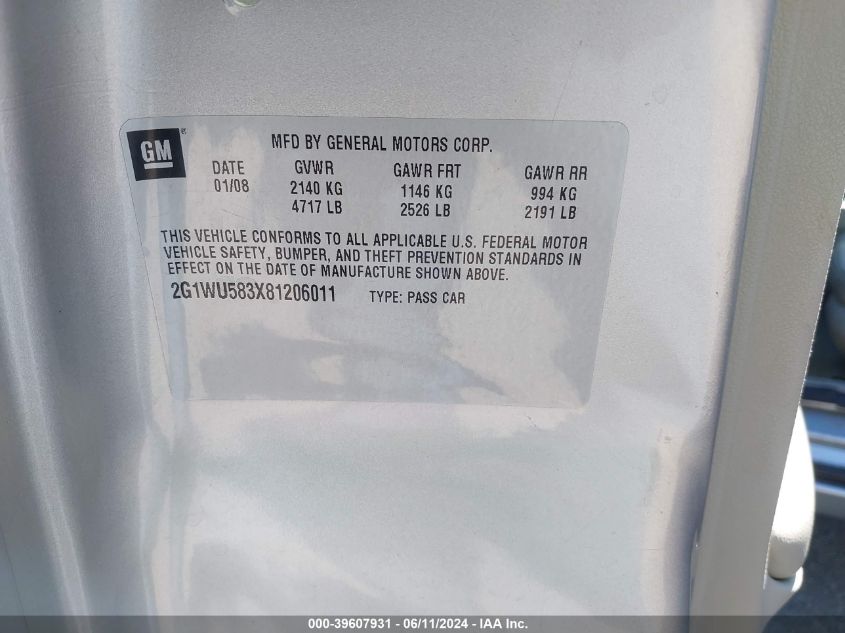 GM
MFD BY GENERAL MOTORS CORP.
DATE GVWR GAWR FRT GAWR RR
01/08 2140 KG 1146 KG 994 KG
4717 LB 2526 LB 2191 LB
THIS VEHICLE CONFORMS TO ALL APPLICABLE U.S. FEDERAL MOTOR
VEHICLE SAFETY, BUMPER, AND THEFT PREVENTION STANDARDS IN
EFFECT ON THE DATE OF MANUFACTURE SHOWN ABOVE.
2G1WU583X81206011 TYPE: PASS CAR
000-39607931 - 06/11/2024 - IAA Inc.